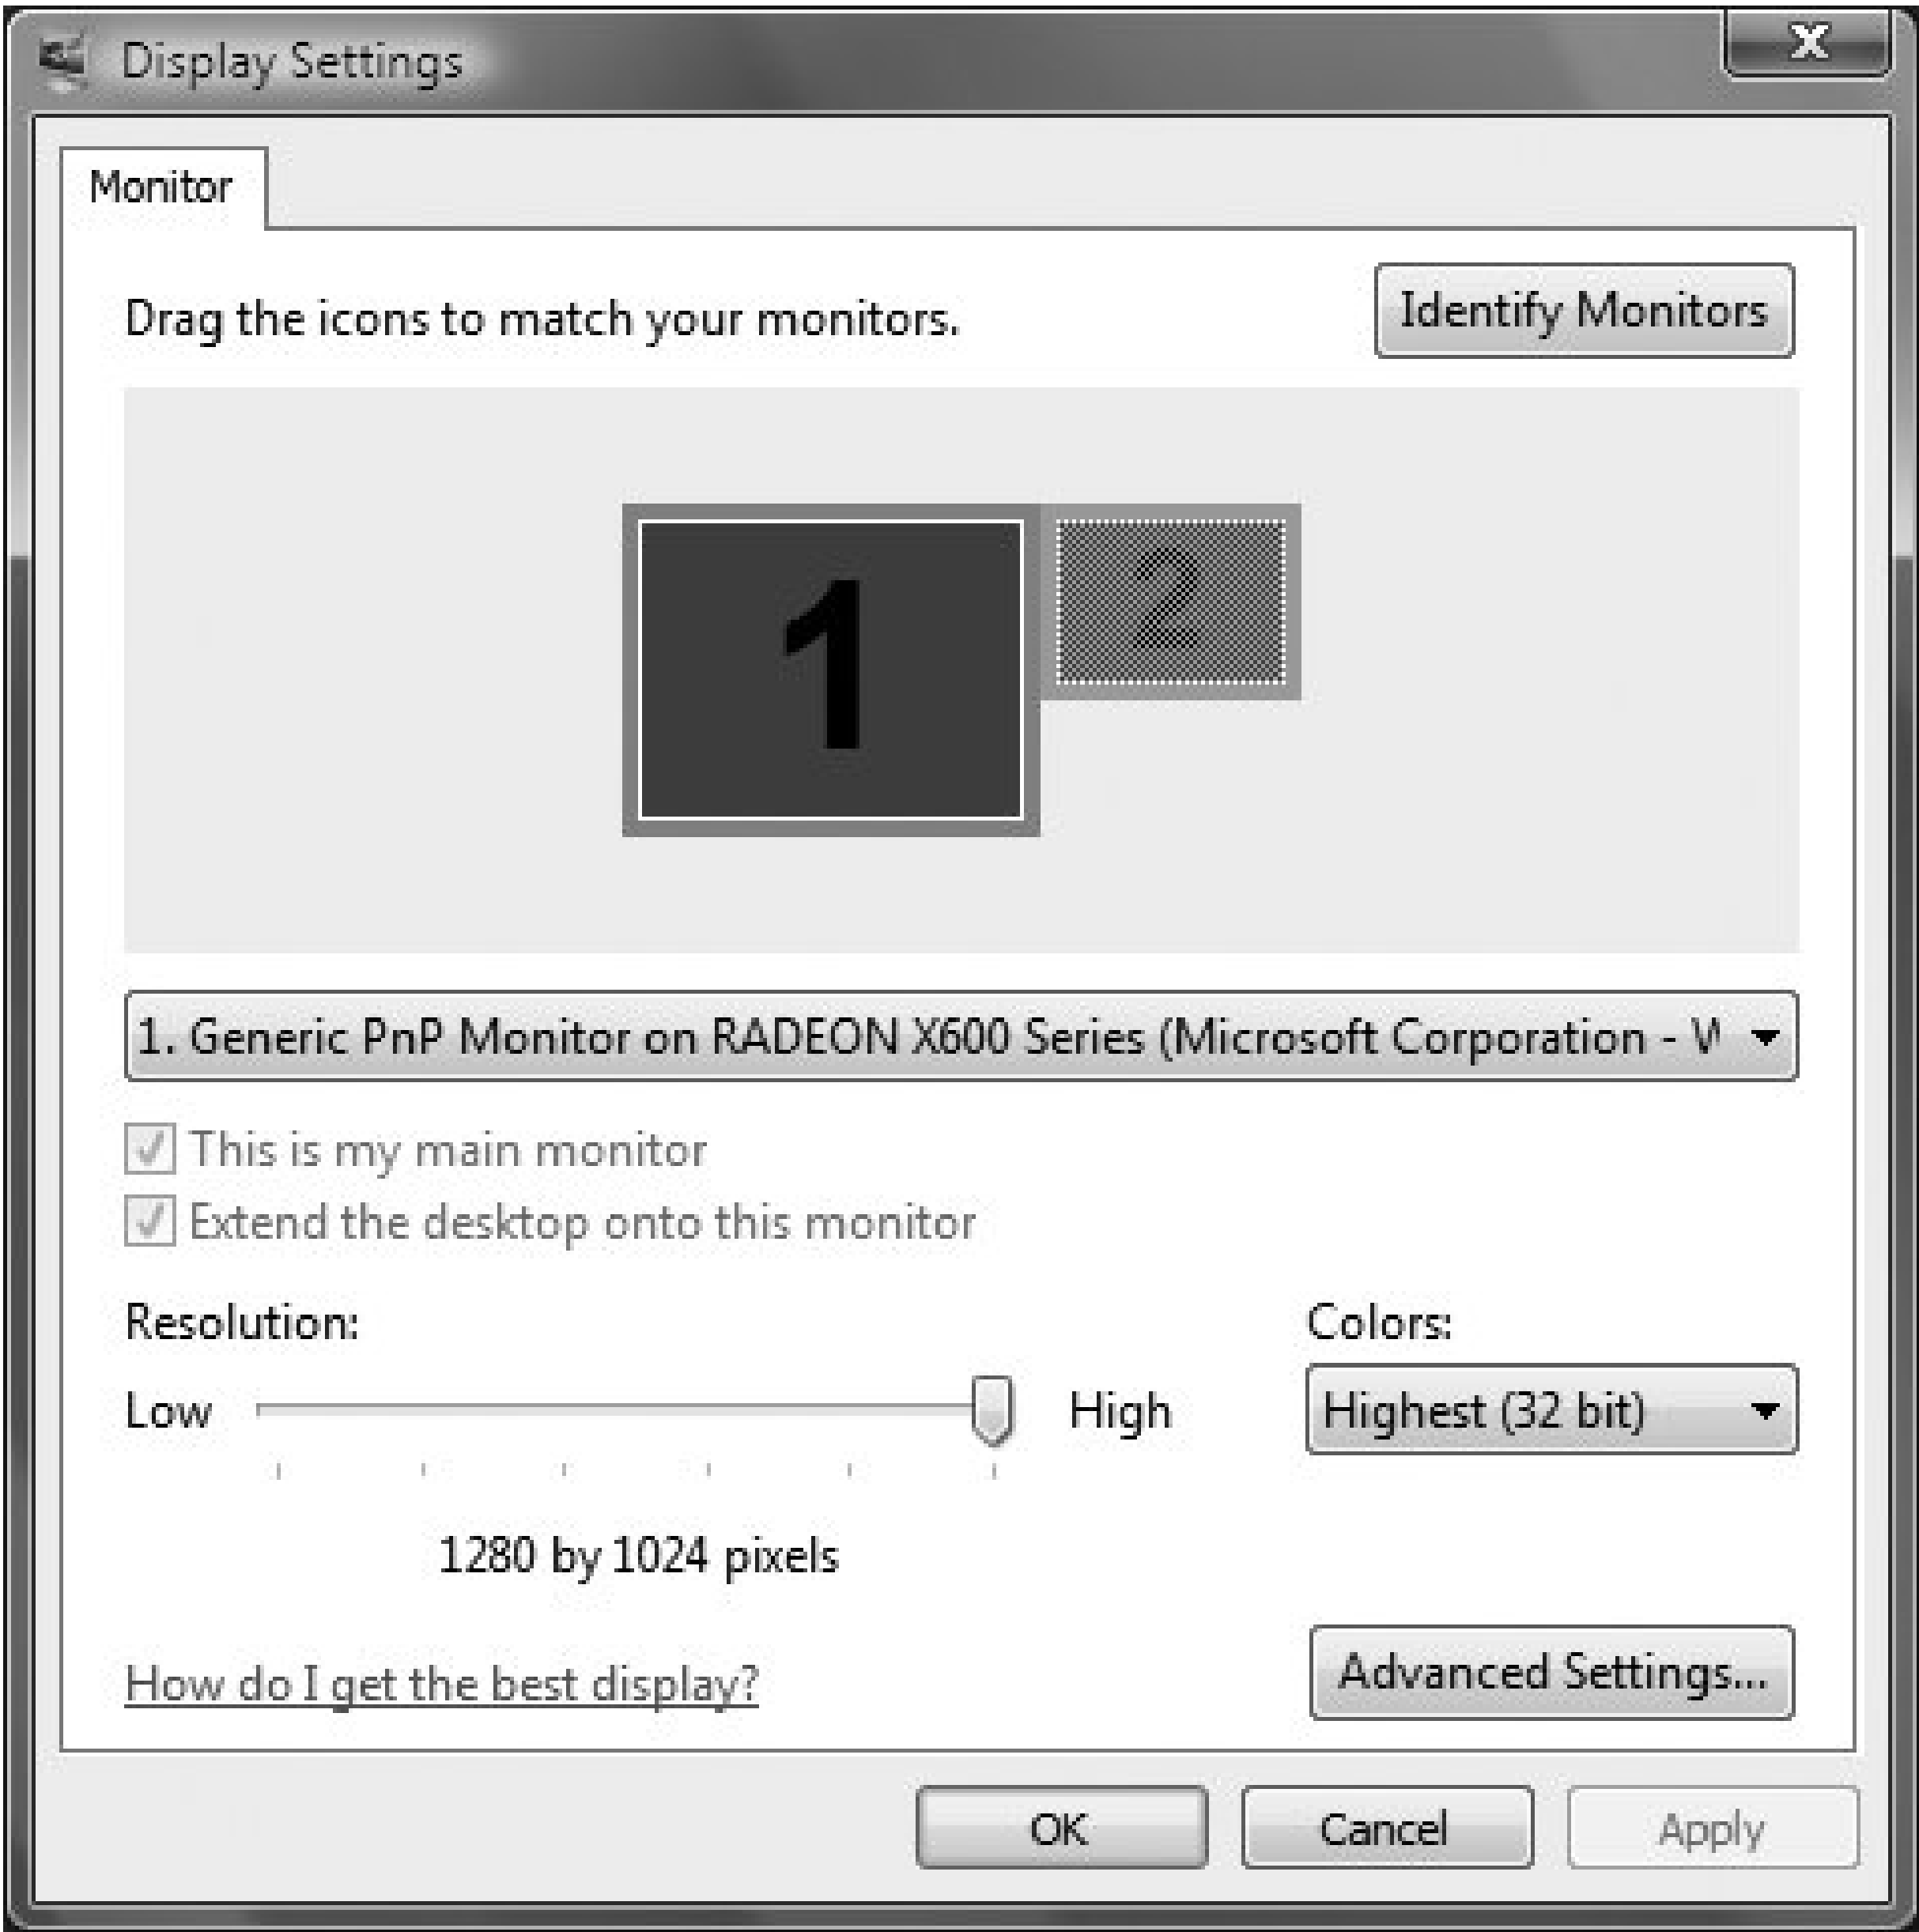 Display Settings
Monitor
Drag the icons to match your monitors.
Identify Monitors
1
2
1. Generic PnP Monitor on RADEON X600 Series (Microsoft Corporation -
This is my main monitor
Extend the desktop onto this monitor
Resolution:
Colors:
Low
High
Highest (32 bit)
1280 by 1024 pixels
How do I get the best display?
Advanced Settings...
OK
Cancel
Apply